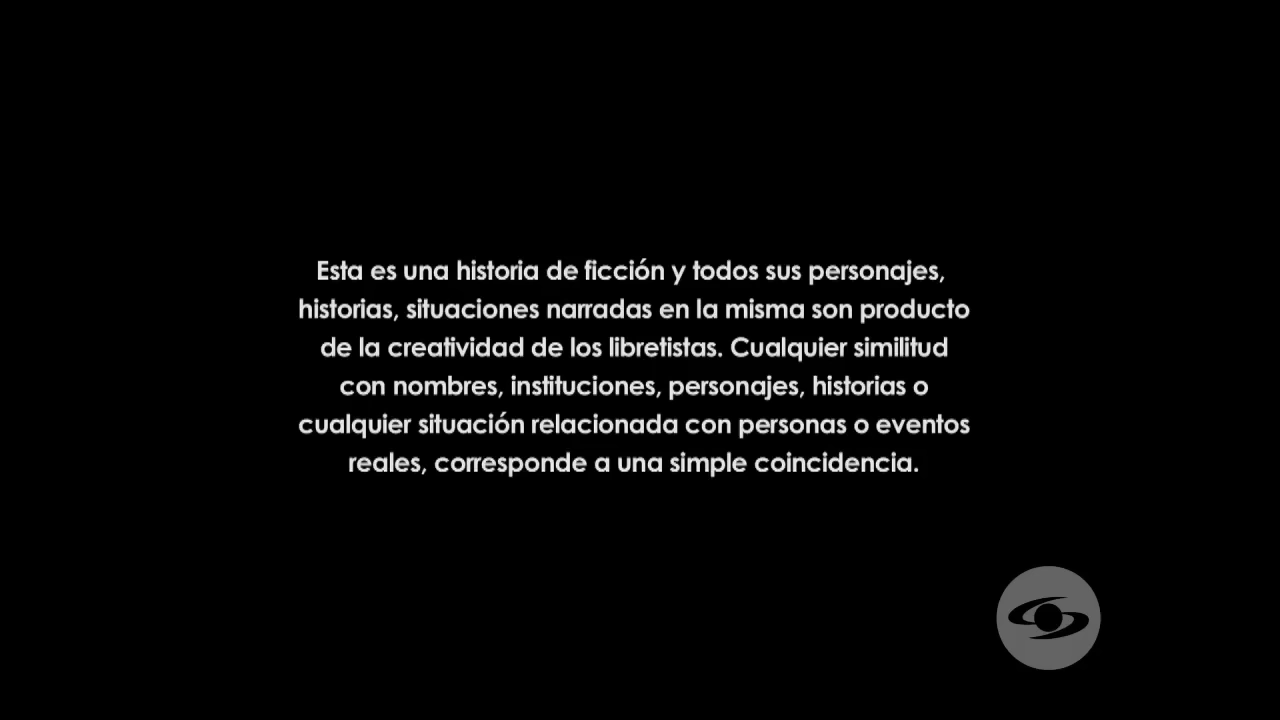 Esta es una historia de ficción y todos sus personajes,
historias, situaciones narradas en la misma son producto
de la creatividad de los libretistas. Cualquier similitud
con nombres, instituciones, personajes, historias o
cualquier situación relacionada con personas o eventos
reales, corresponde a una simple coincidencia.